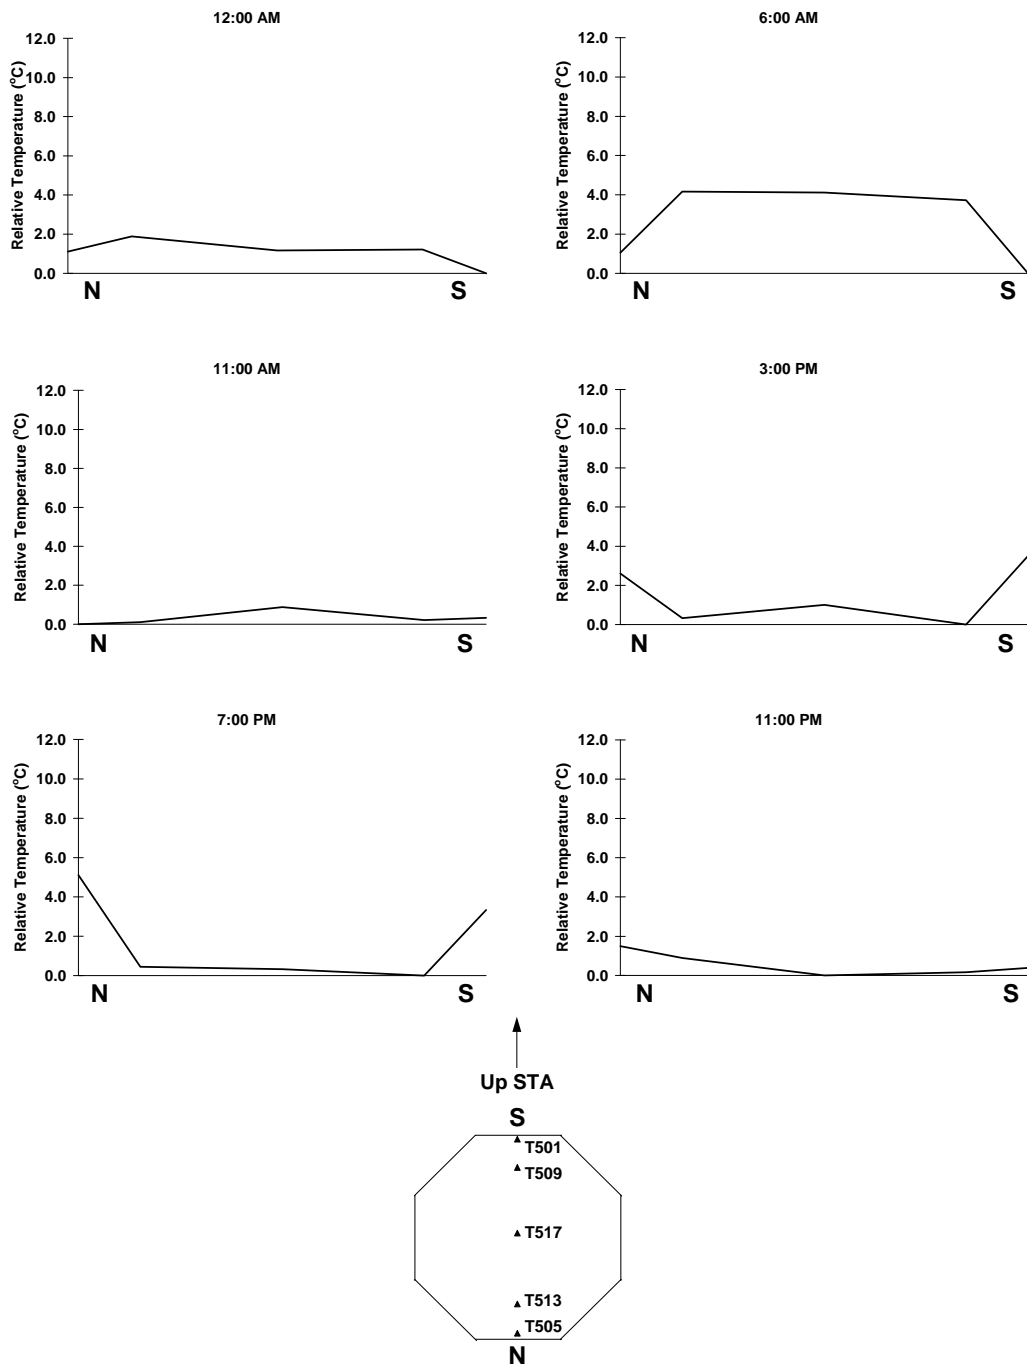 12:00 AM
6:00 AM
Relative Temperature (°C)
12.0
10.0
8.0
6.0
4.0
2.0
0.0
N
S
Relative Temperature (°C)
12.0
10.0
8.0
6.0
4.0
2.0
0.0
N
S
11:00 AM
3:00 PM
Relative Temperature (°C)
12.0
10.0
8.0
6.0
4.0
2.0
0.0
N
S
Relative Temperature (°C)
12.0
10.0
8.0
6.0
4.0
2.0
0.0
N
S
7:00 PM
11:00 PM
Relative Temperature (°C)
12.0
10.0
8.0
6.0
4.0
2.0
0.0
N
S
Relative Temperature (°C)
12.0
10.0
8.0
6.0
4.0
2.0
0.0
N
S
Up STA
S
T501
T509
T517
T513
T505
N